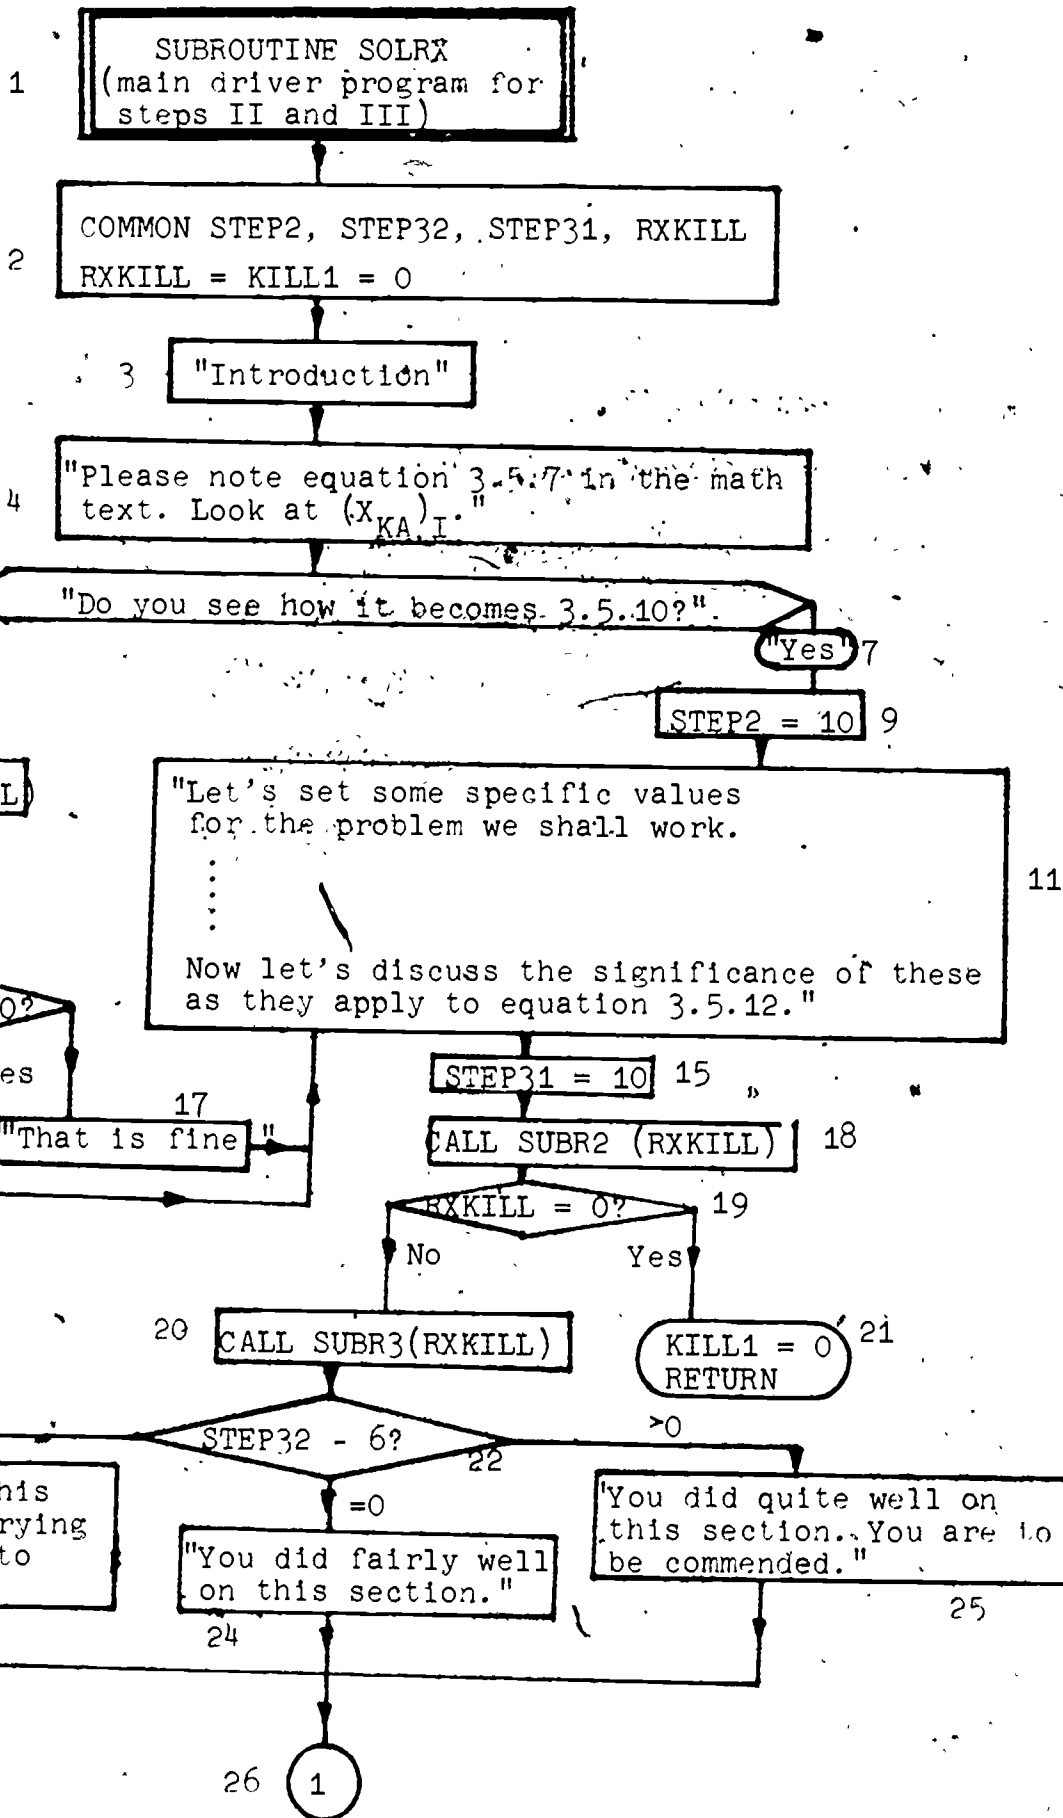 1
SUBROUTINE SOLRX
(main driver program for
steps II and III)
2
COMMON STEP2, STEP32, STEP31, RXKILL
RXKILL = KILL1 = 0
3
"Introduction"
4
"Please note equation 3.5.7 in the math
text. Look at (X_KA)_I."
"Do you see how it becomes 3.5.10?"
"Yes" 7
STEP2 = 10 9
L)
"Let's set some specific values
for the problem we shall work.
11
Now let's discuss the significance of these
as they apply to equation 3.5.12."
0?
es
STEP31 = 10 15
17
"That is fine"
CALL SUBR2 (RXKILL) 18
RXKILL = 0? 19
No Yes
20 CALL SUBR3(RXKILL)
KILL1 = 0 21
RETURN
STEP32 - 6? >0
22
=0
his
rying
to
"You did fairly well
on this section."
24
"You did quite well on
this section. You are to
be commended."
25
26 1